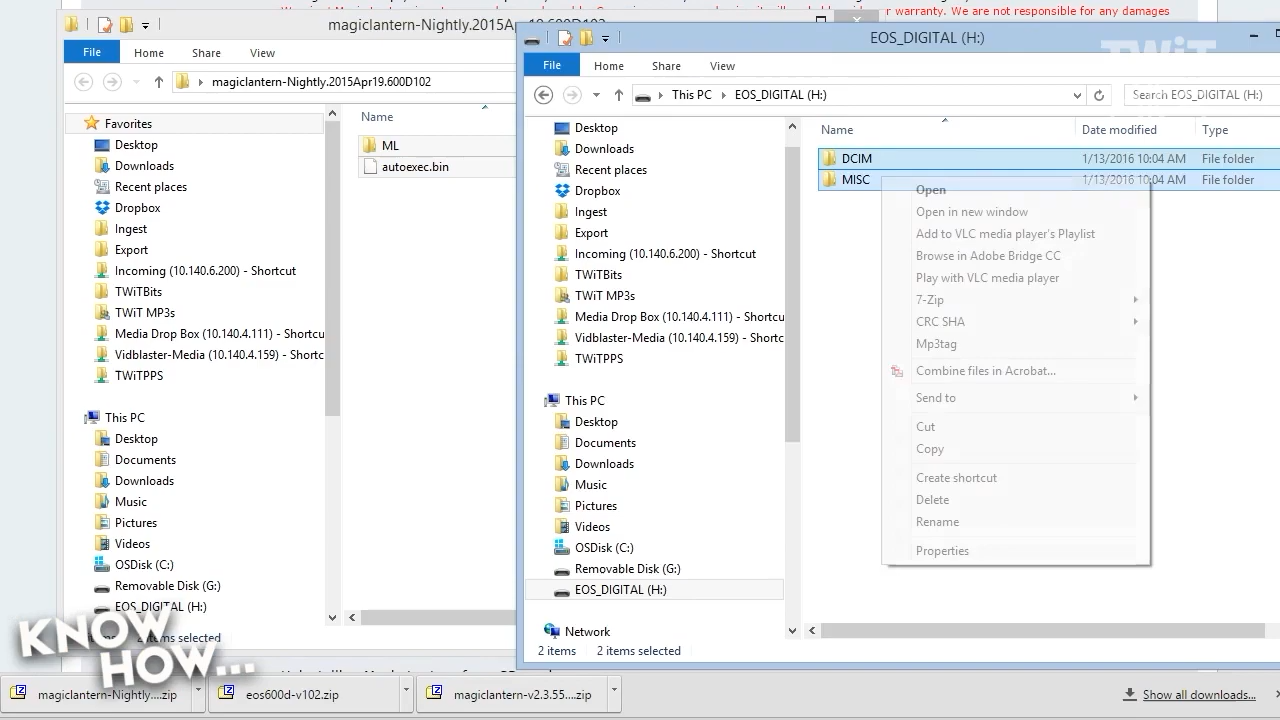 r warranty. We are not responsible for any damages
magiclantern-Nightly.2015Apr19.600D102
File
Home
Share
View
magiclantern-Nightly.2015Apr19.600D102
Favorites
Desktop
Downloads
Recent places
Dropbox
Ingest
Export
Incoming (10.140.6.200) - Shortcut
TWiTBits
TWiT MP3s
Media Drop Box (10.140.4.111) - Shortcu
Vidblaster-Media (10.140.4.159) - Shortc
TWiTPPS
This PC
Desktop
Documents
Downloads
Music
Pictures
Videos
OSDisk (C:)
Removable Disk (G:)
EOS_DIGITAL (H:)
2 items selected
Name
ML
autoexec.bin
EOS_DIGITAL (H:)
TWiT
File
Home
Share
View
This PC
EOS_DIGITAL (H:)
Search EOS_DIGITAL (H:)
Desktop
Downloads
Recent places
Dropbox
Ingest
Export
Incoming (10.140.6.200) - Shortcut
TWiTBits
TWiT MP3s
Media Drop Box (10.140.4.111) - Shortcu
Vidblaster-Media (10.140.4.159) - Shortc
TWiTPPS
This PC
Desktop
Documents
Downloads
Music
Pictures
Videos
OSDisk (C:)
Removable Disk (G:)
EOS_DIGITAL (H:)
Network
2 items
2 items selected
Name
Date modified
Type
DCIM
1/13/2016 10:04 AM
File folder
MISC
1/13/2016 10:04 AM
File folder
Open
Open in new window
Add to VLC media player's Playlist
Browse in Adobe Bridge CC
Play with VLC media player
7-Zip
CRC SHA
Mp3tag
Combine files in Acrobat...
Send to
Cut
Copy
Create shortcut
Delete
Rename
Properties
KNOW
HOW...
magiclantern-Nightly....zip
eos600d-v102.zip
magiclantern-v2.3.55....zip
Show all downloads...